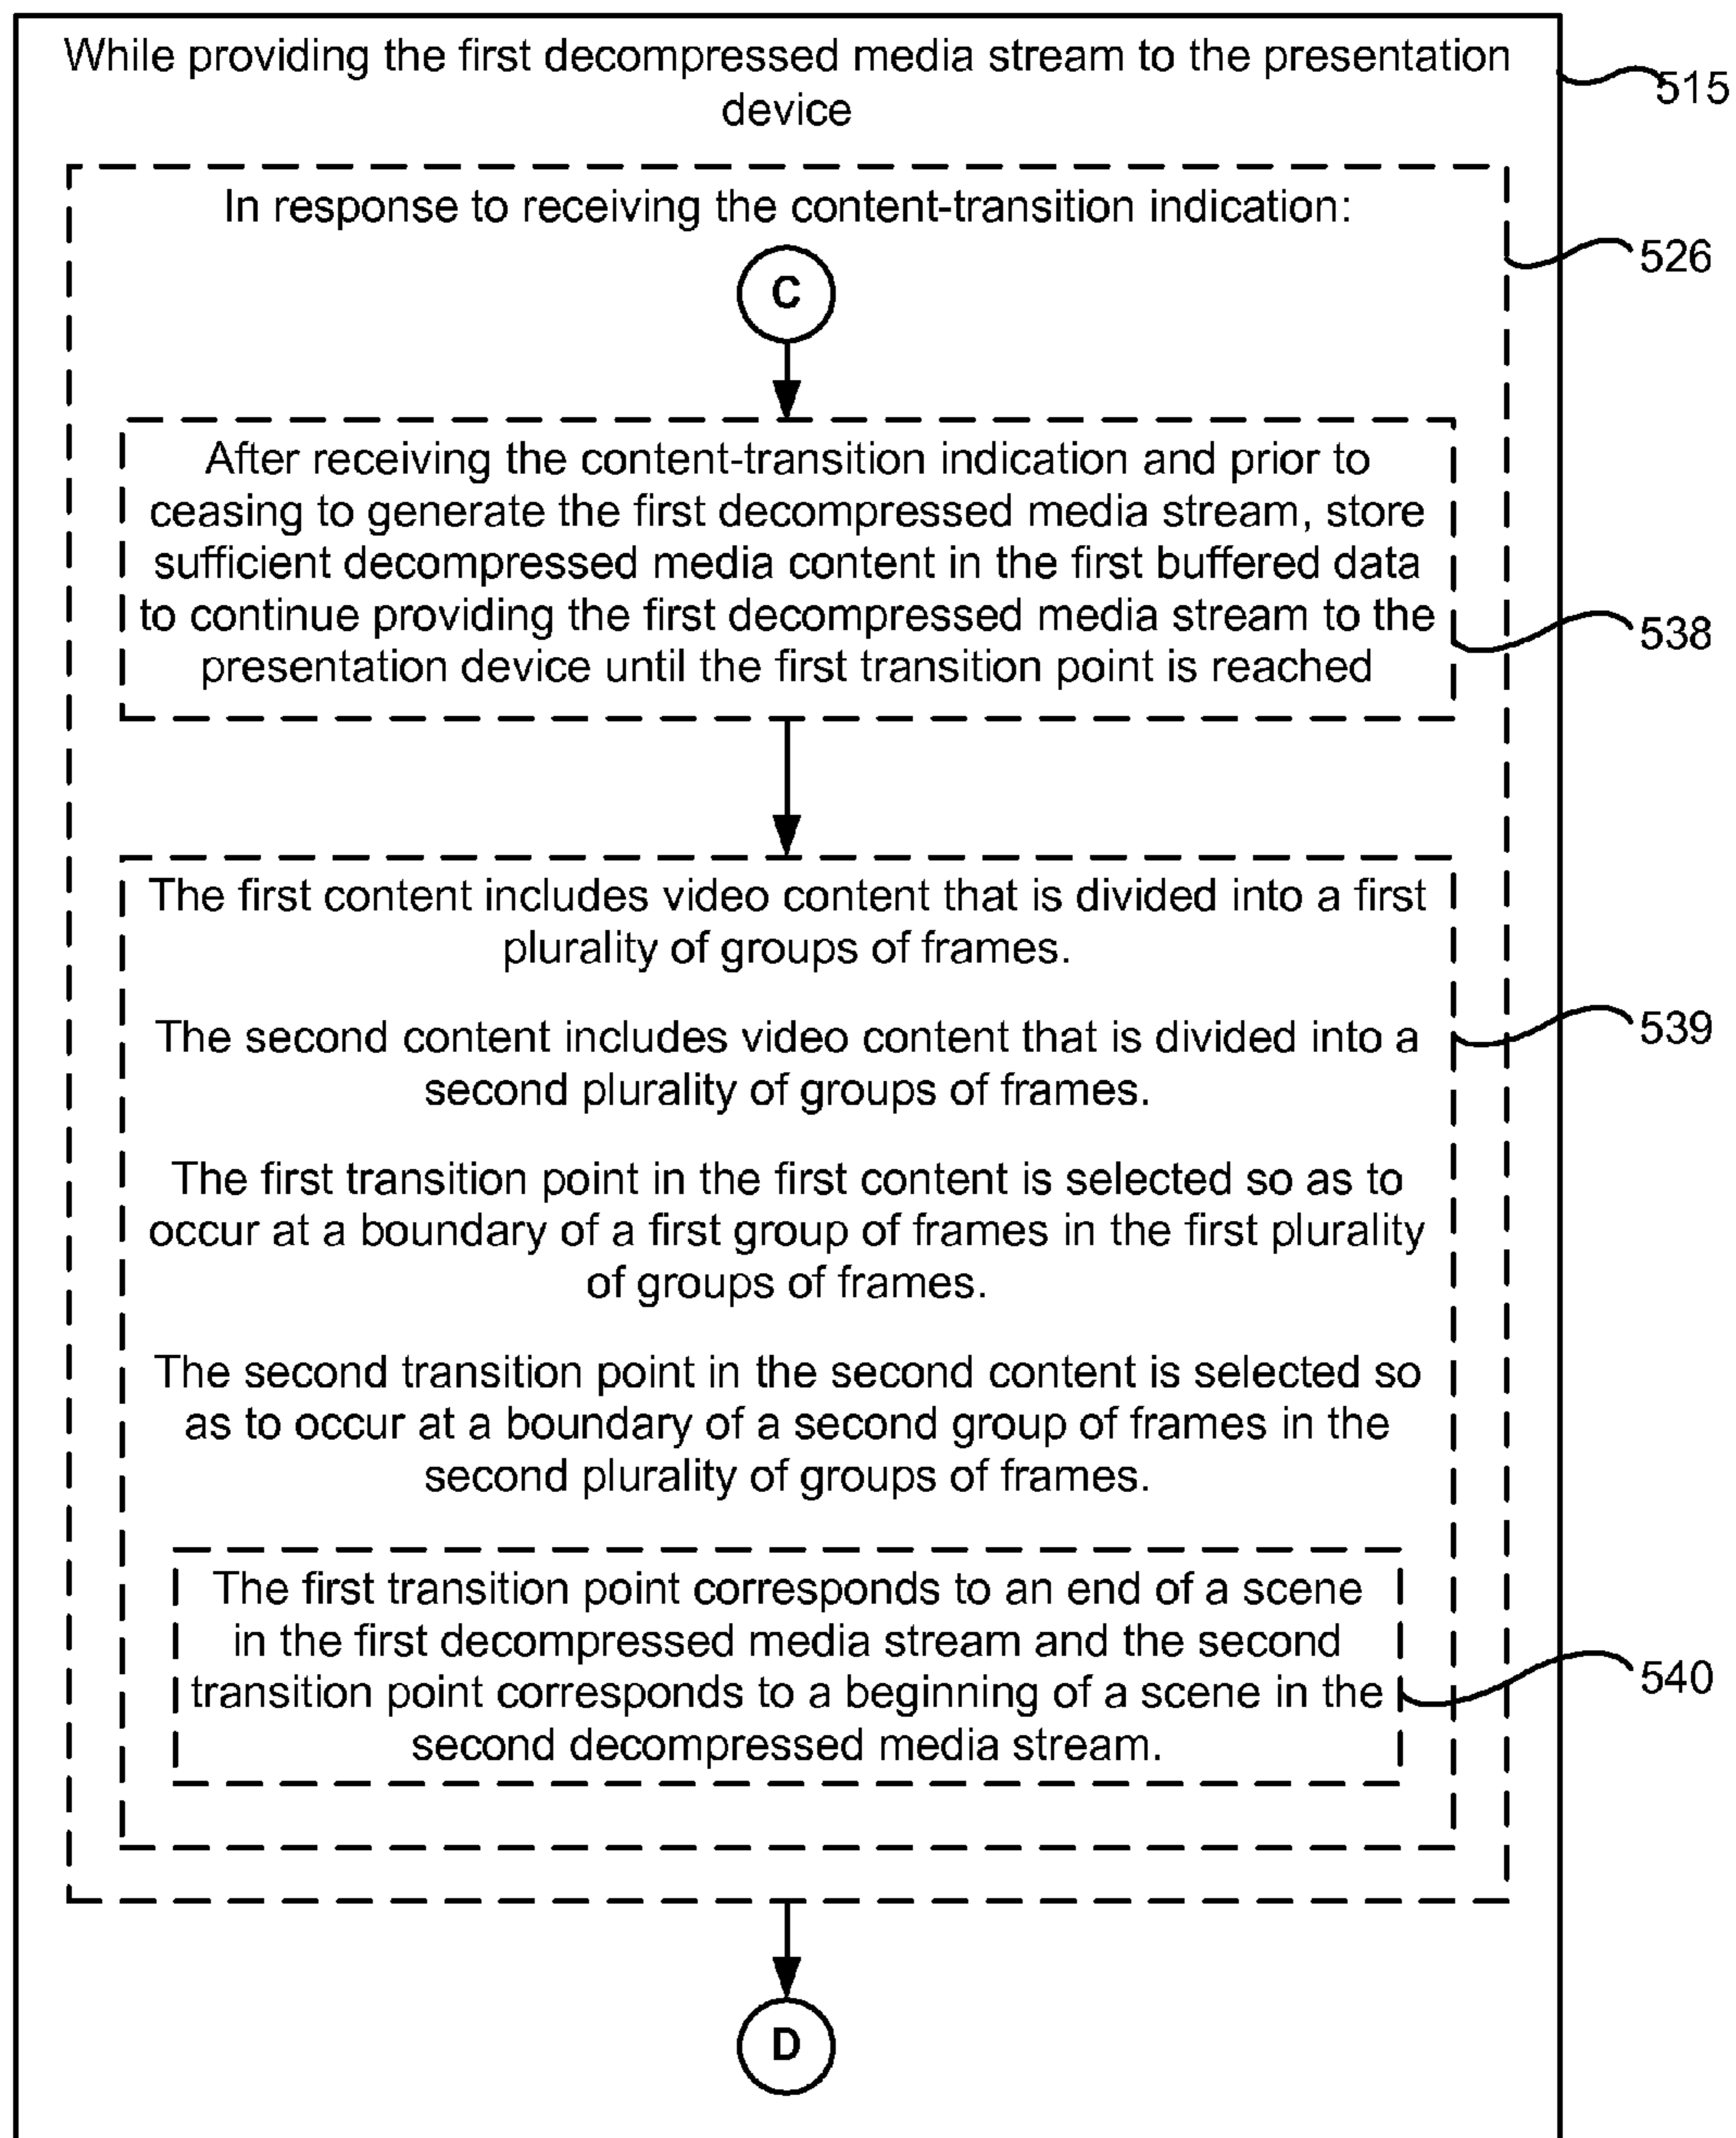 While providing the first decompressed media stream to the presentation
device
515
In response to receiving the content-transition indication:
526
C
After receiving the content-transition indication and prior to
ceasing to generate the first decompressed media stream, store
sufficient decompressed media content in the first buffered data
to continue providing the first decompressed media stream to the
presentation device until the first transition point is reached
538
The first content includes video content that is divided into a first
plurality of groups of frames.
The second content includes video content that is divided into a
second plurality of groups of frames.
539
The first transition point in the first content is selected so as to
occur at a boundary of a first group of frames in the first plurality
of groups of frames.
The second transition point in the second content is selected so
as to occur at a boundary of a second group of frames in the
second plurality of groups of frames.
The first transition point corresponds to an end of a scene
in the first decompressed media stream and the second
transition point corresponds to a beginning of a scene in the
second decompressed media stream.
540
D